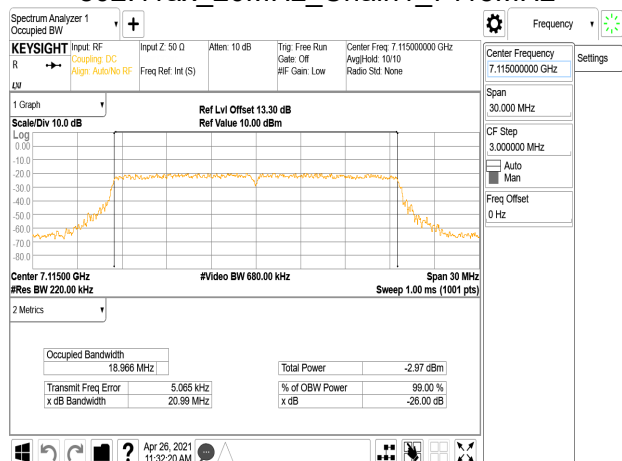 Spectrum Analyzer 1
Occupied BW
Frequency
KEYSIGHT
Input: RF
Coupling: DC
Align: Auto/No RF
Input Z: 50 Ω
Freq Ref: Int (S)
Atten: 10 dB
Trig: Free Run
Gate: Off
#IF Gain: Low
Center Freq: 7.115000000 GHz
Avg|Hold: 10/10
Radio Std: None
R
LXI
Center Frequency
7.115000000 GHz
Settings
Span
30.000 MHz
CF Step
3.000000 MHz
Auto
Man
Freq Offset
0 Hz
1 Graph
Scale/Div 10.0 dB
Ref Lvl Offset 13.30 dB
Ref Value 10.00 dBm
Log
0.00
-10.0
-20.0
-30.0
-40.0
-50.0
-60.0
-70.0
-80.0
Center 7.11500 GHz
#Video BW 680.00 kHz
Span 30 MHz
#Res BW 220.00 kHz
Sweep 1.00 ms (1001 pts)
2 Metrics
Occupied Bandwidth
18.966 MHz
Total Power -2.97 dBm
Transmit Freq Error 5.065 kHz
% of OBW Power 99.00 %
x dB Bandwidth 20.99 MHz
x dB -26.00 dB
Apr 26, 2021
11:32:20 AM